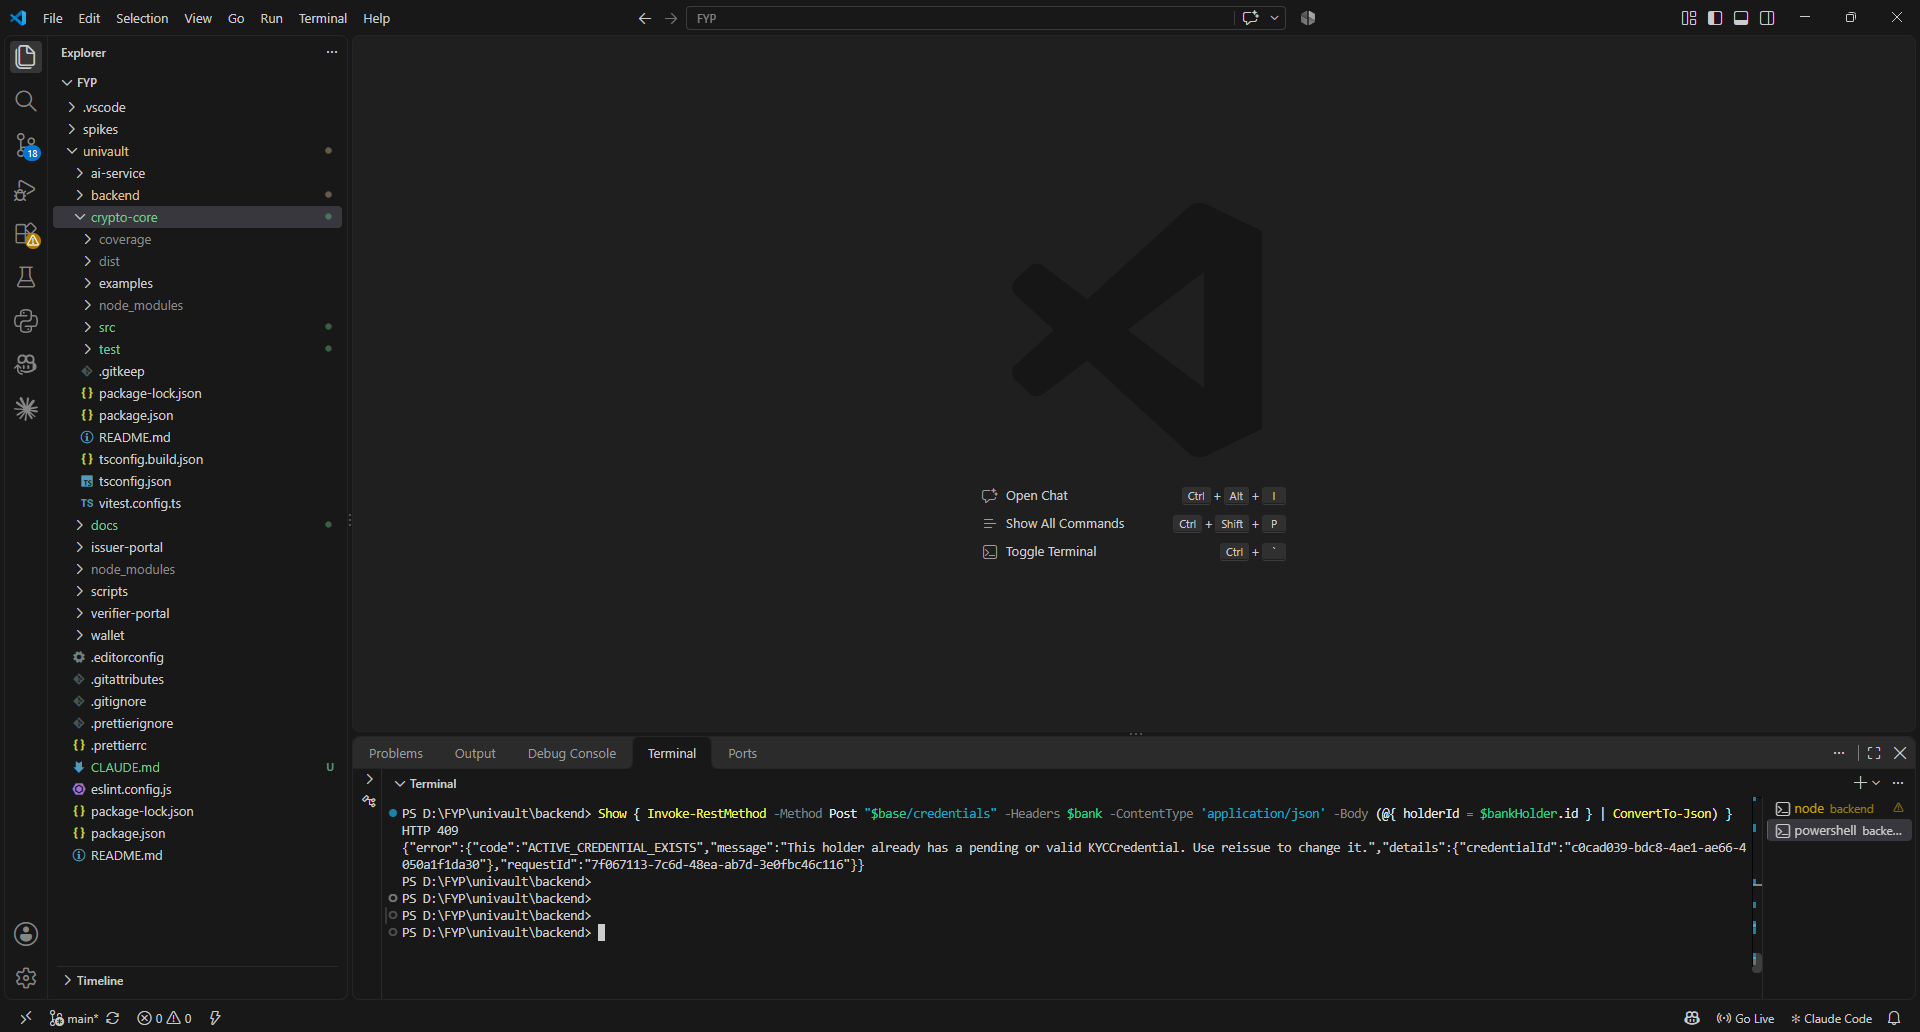 File Edit Selection View Go Run Terminal Help
FYP
Explorer
FYP
.vscode
spikes
18
univault
ai-service
backend
crypto-core
coverage
dist
examples
node_modules
src
test
.gitkeep
package-lock.json
package.json
README.md
tsconfig.build.json
TS tsconfig.json
TS vitest.config.ts
docs
issuer-portal
node_modules
scripts
verifier-portal
wallet
.editorconfig
.gitattributes
.gitignore
.prettierignore
.prettierrc
CLAUDE.md U
eslint.config.js
package-lock.json
package.json
README.md
Timeline
Open Chat Ctrl + Alt + I
Show All Commands Ctrl + Shift + P
Toggle Terminal Ctrl + `
Problems Output Debug Console Terminal Ports
Terminal
PS D:\FYP\univault\backend> Show { Invoke-RestMethod -Method Post "$base/credentials" -Headers $bank -ContentType 'application/json' -Body (@{ holderId = $bankHolder.id } | ConvertTo-Json) }
HTTP 409
{"error":{"code":"ACTIVE_CREDENTIAL_EXISTS","message":"This holder already has a pending or valid KYCCredential. Use reissue to change it.","details":{"credentialId":"c0cad039-bdc8-4ae1-ae66-4
050a1f1da30"},"requestId":"7f067113-7c6d-48ea-ab7d-3e0fbc46c116"}}
PS D:\FYP\univault\backend>
PS D:\FYP\univault\backend>
PS D:\FYP\univault\backend>
PS D:\FYP\univault\backend>
node backend
powershell backe...
main* 0 0
Go Live Claude Code